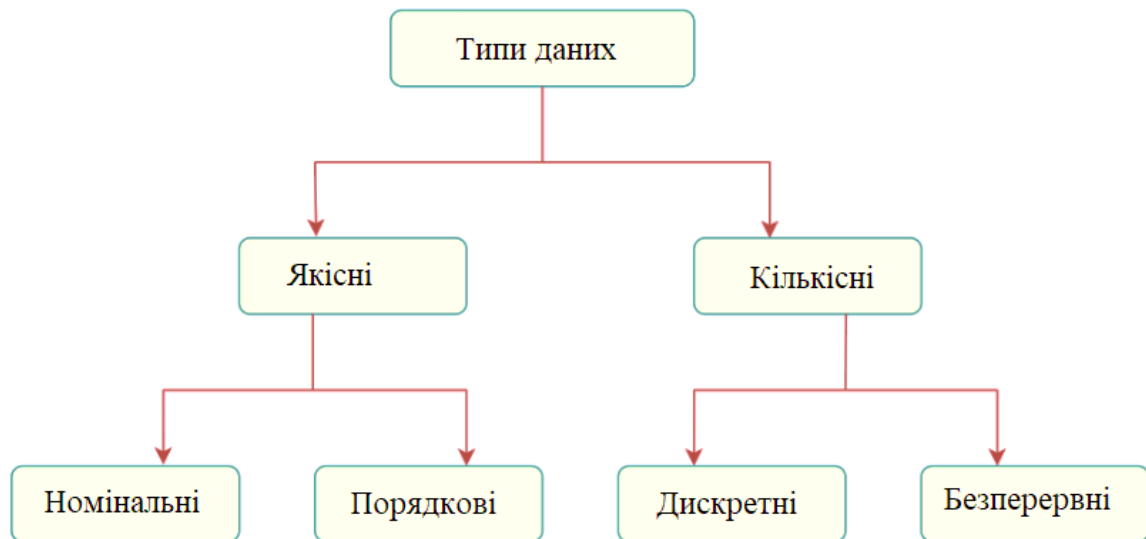 Типи даних
Якісні
Кількісні
Номінальні
Порядкові
Дискретні
Безперервні